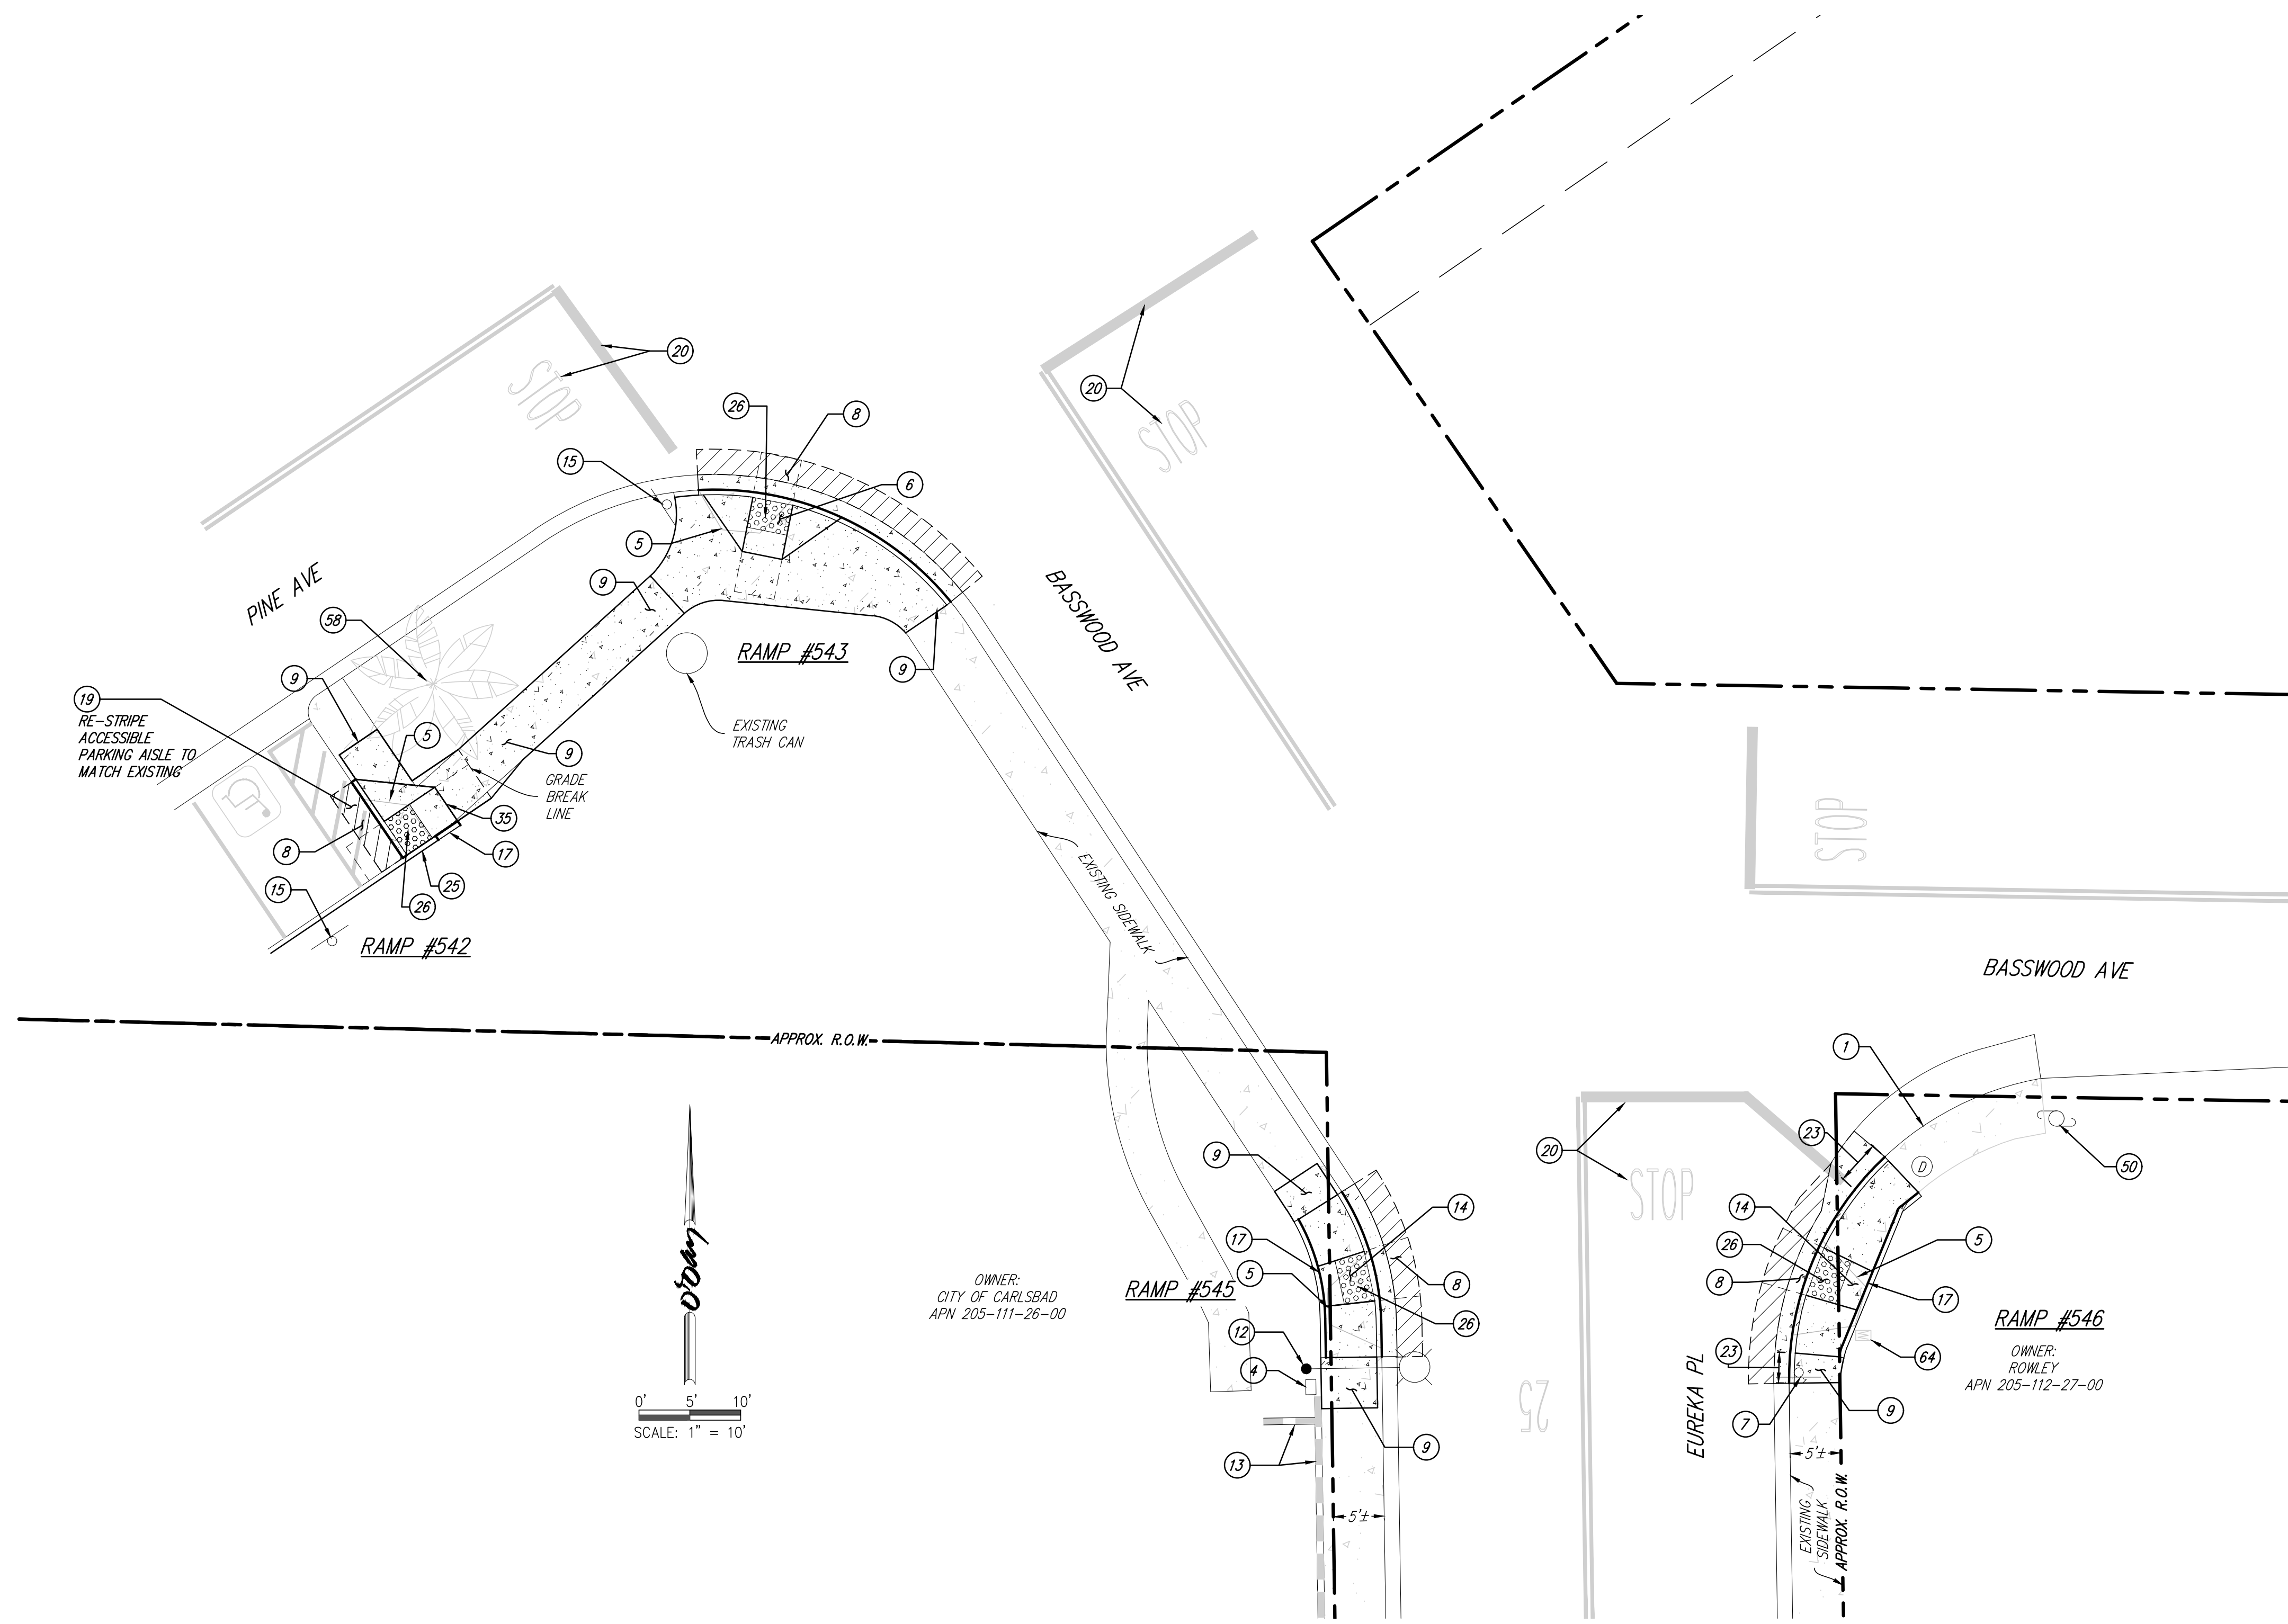 20
STOP
20
STOP
26
8
15
6
5
PINE AVE
9
BASSWOOD AVE
58
RAMP #543
9
9
19
RE-STRIPE
ACCESSIBLE
PARKING AISLE TO
MATCH EXISTING
EXISTING
TRASH CAN
5
9
GRADE
BREAK
LINE
35
8
17
15
25
26
RAMP #542
STOP
EXISTING SIDEWALK
BASSWOOD AVE
APPROX. R.O.W.
1
23
20
STOP
50
D
9
14
17
5
8
26
12
4
9
13
5'±
RAMP #545
OWNER:
CITY OF CARLSBAD
APN 205-111-26-00
0' 5' 10'
SCALE: 1" = 10'
14
26
8
5
17
RAMP #546
OWNER:
ROWLEY
APN 205-112-27-00
23
64
M
7
9
25
EUREKA PL
5'±
EXISTING
SIDEWALK
APPROX. R.O.W.